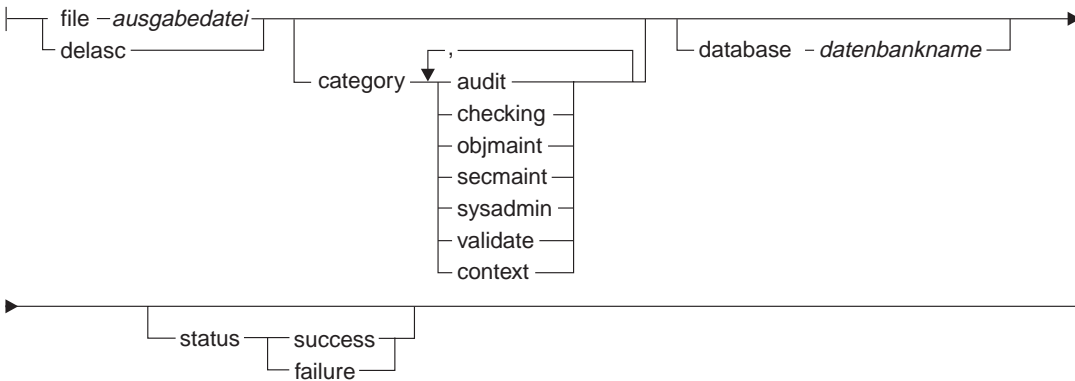 file ausgabedatei
delasc
category
,
audit
checking
objmaint
secmaint
sysadmin
validate
context
database datenbankname
status
success
failure